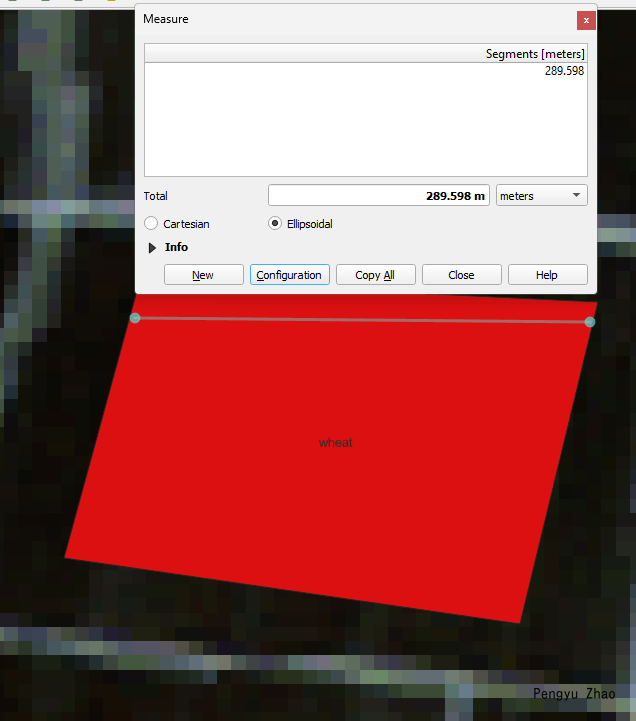 Measure
Segments [meters]
289.598
Total
289.598 m
meters
Cartesian
Ellipsoidal
Info
New
Configuration
Copy All
Close
Help
wheat
Pengyu Zhao